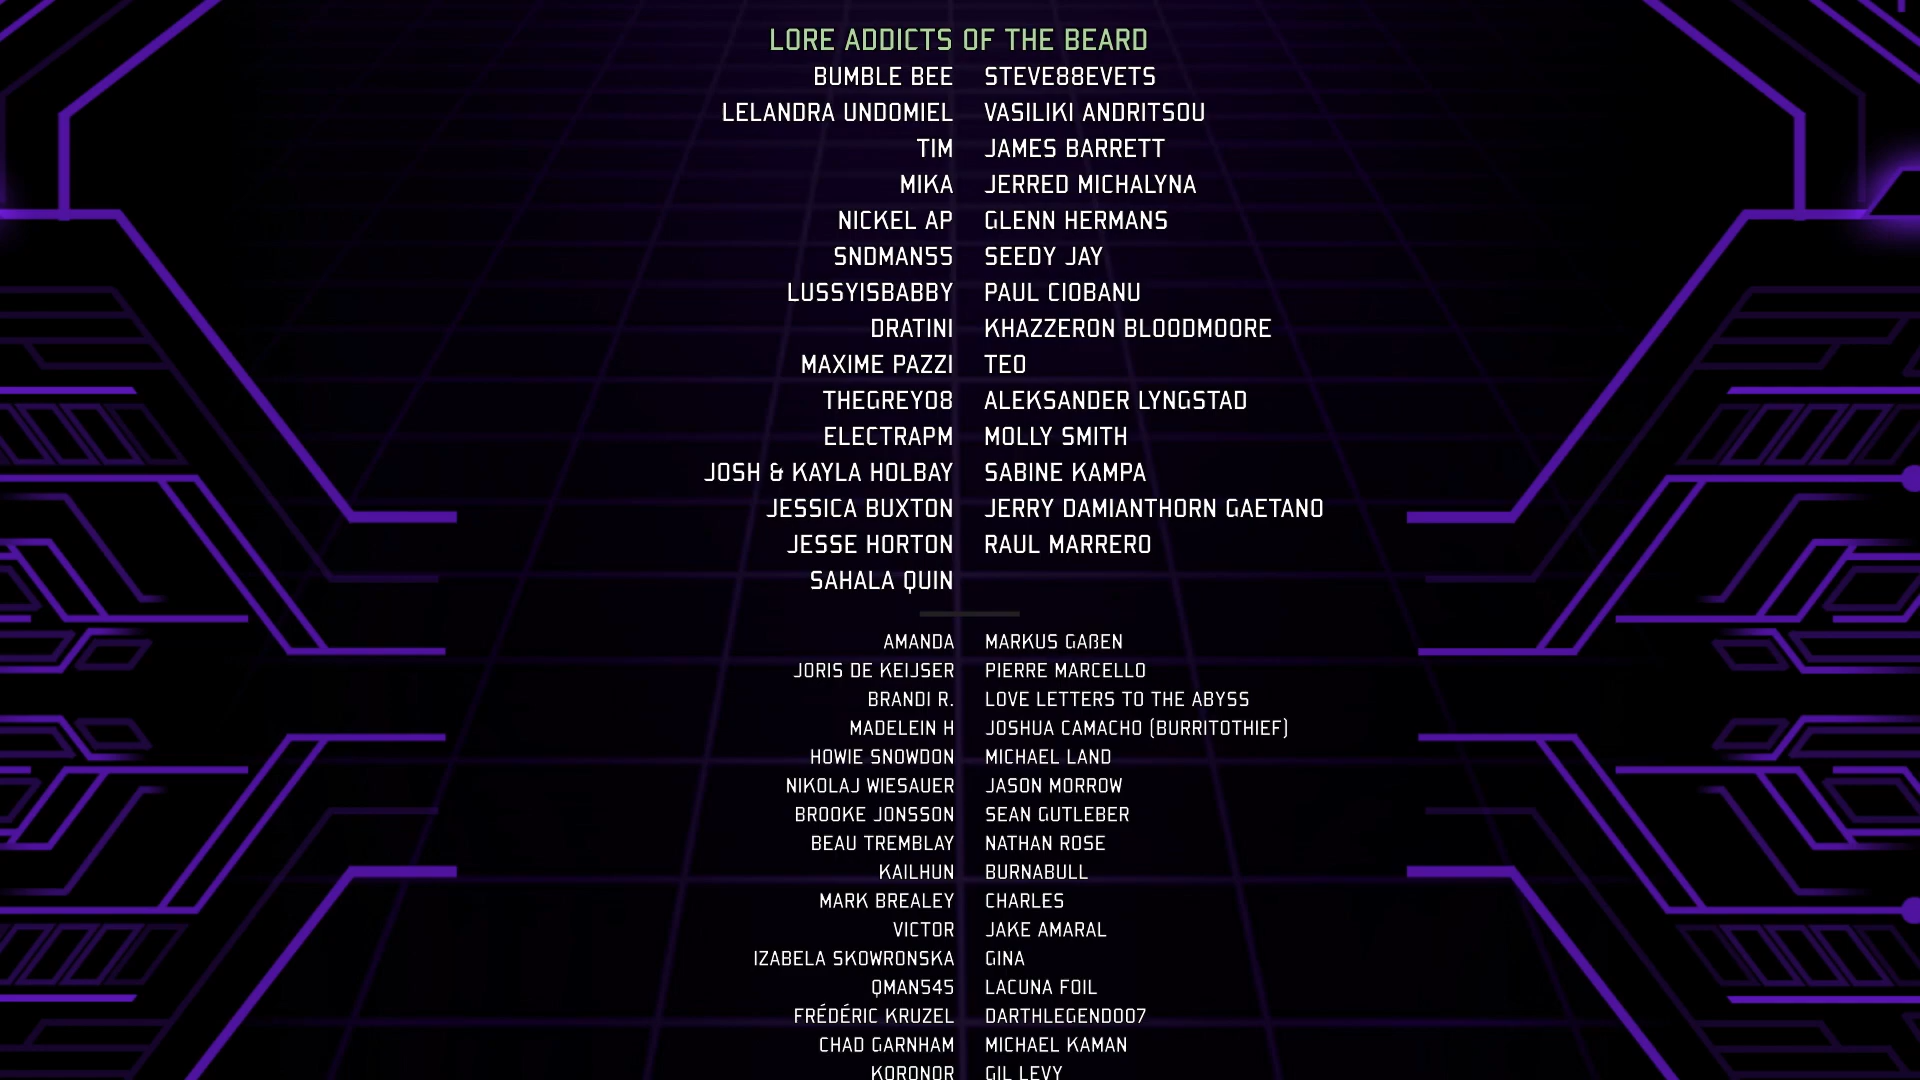 LORE ADDICTS OF THE BEARD
BUMBLE BEE STEVE88EVETS
LELANDRA UNDOMIEL VASILIKI ANDRITSOU
TIM JAMES BARRETT
MIKA JERRED MICHALYNA
NICKEL AP GLENN HERMANS
SNDMAN55 SEEDY JAY
LUSSYISBABBY PAUL CIOBANU
DRATINI KHAZZERON BLOODMOORE
MAXIME PAZZI TEO
THEGREY08 ALEKSANDER LYNGSTAD
ELECTRAPM MOLLY SMITH
JOSH & KAYLA HOLBAY SABINE KAMPA
JESSICA BUXTON JERRY DAMIANTHORN GAETANO
JESSE HORTON RAUL MARRERO
SAHALA QUIN
AMANDA MARKUS GAßEN
JORIS DE KEIJSER PIERRE MARCELLO
BRANDI R. LOVE LETTERS TO THE ABYSS
MADELEIN H JOSHUA CAMACHO (BURRITOTHIEF)
HOWIE SNOWDON MICHAEL LAND
NIKOLAJ WIESAUER JASON MORROW
BROOKE JONSSON SEAN GUTLEBER
BEAU TREMBLAY NATHAN ROSE
KAILHUN BURNABULL
MARK BREALEY CHARLES
VICTOR JAKE AMARAL
IZABELA SKOWRONSKA GINA
QMAN545 LACUNA FOIL
FRÉDÉRIC KRUZEL DARTHLEGEND007
CHAD GARNHAM MICHAEL KAMAN
KORONOR GIL LEVY